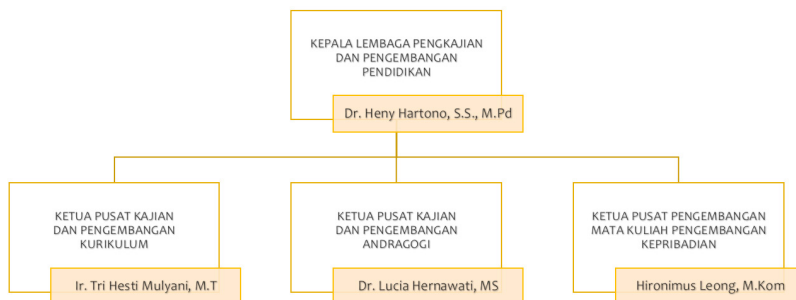 KEPALA LEMBAGA PENGKAJIAN
DAN PENGEMBANGAN
PENDIDIKAN
Dr. Heny Hartono, S.S., M.Pd
KETUA PUSAT KAJIAN
DAN PENGEMBANGAN
KURIKULUM
Ir. Tri Hesti Mulyani, M.T
KETUA PUSAT KAJIAN
DAN PENGEMBANGAN
ANDRAGOGI
Dr. Lucia Hernawati, MS
KETUA PUSAT PENGEMBANGAN
MATA KULIAH PENGEMBANGAN
KEPRIBADIAN
Hironimus Leong, M.Kom